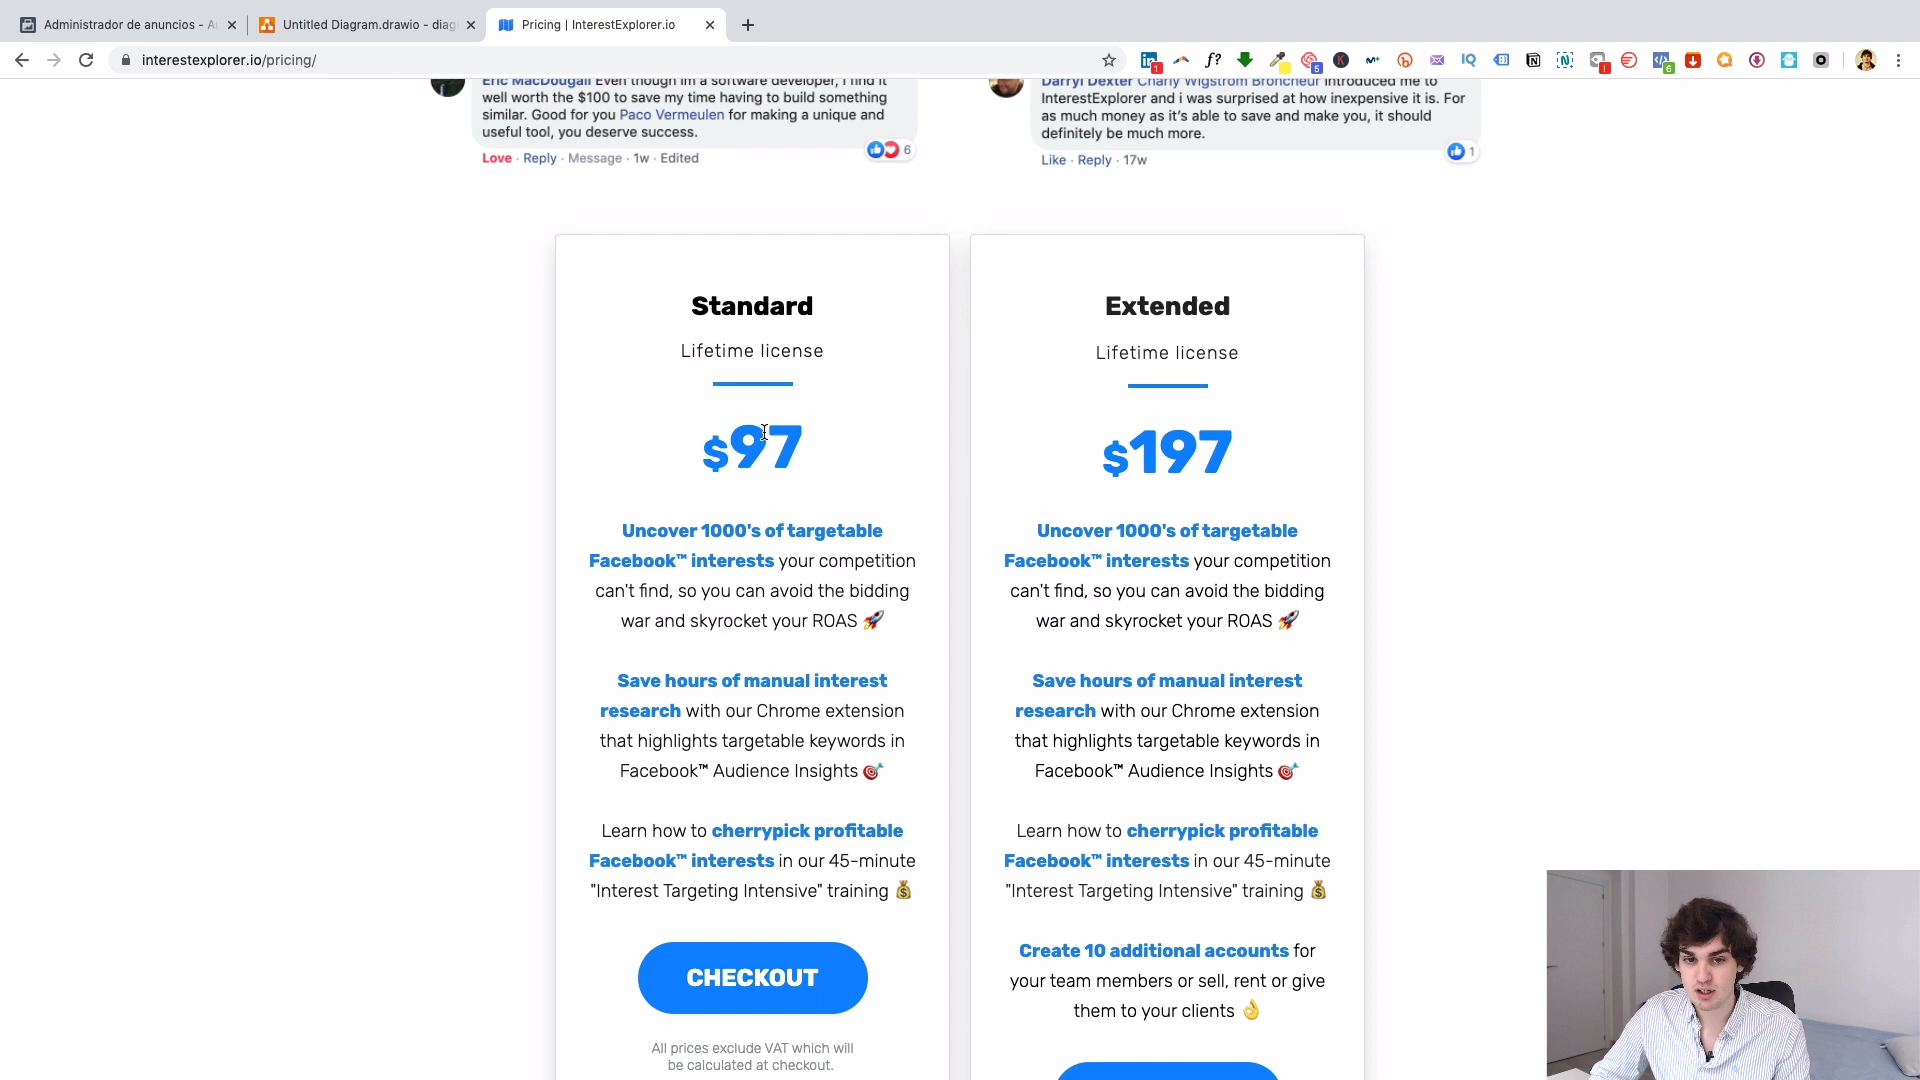 Administrador de anuncios - A
Untitled Diagram.drawio - diag
Pricing | InterestExplorer.io
interestexplorer.io/pricing/
Eric MacDougall Even though im a software developer, I find it
well worth the $100 to save my time having to build something
similar. Good for you Paco Vermeulen for making a unique and
useful tool, you deserve success.
Love · Reply · Message · 1w · Edited
6
Darryl Dexter Charly Wigstrom Broncheur introduced me to
InterestExplorer and i was surprised at how inexpensive it is. For
as much money as it's able to save and make you, it should
definitely be much more.
Like · Reply · 17w
1
Standard
Lifetime license
$97
Uncover 1000's of targetable
Facebook™ interests your competition
can't find, so you can avoid the bidding
war and skyrocket your ROAS 🚀
Save hours of manual interest
research with our Chrome extension
that highlights targetable keywords in
Facebook™ Audience Insights 🎯
Learn how to cherrypick profitable
Facebook™ interests in our 45-minute
"Interest Targeting Intensive" training 💰
CHECKOUT
All prices exclude VAT which will
be calculated at checkout.
Extended
Lifetime license
$197
Uncover 1000's of targetable
Facebook™ interests your competition
can't find, so you can avoid the bidding
war and skyrocket your ROAS 🚀
Save hours of manual interest
research with our Chrome extension
that highlights targetable keywords in
Facebook™ Audience Insights 🎯
Learn how to cherrypick profitable
Facebook™ interests in our 45-minute
"Interest Targeting Intensive" training 💰
Create 10 additional accounts for
your team members or sell, rent or give
them to your clients 👌